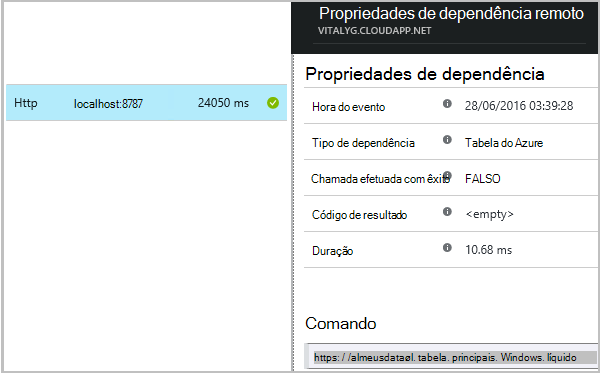 Propriedades de dependência remoto
VITALYG.CLOUDAPP.NET
Http localhost:8787 24050 ms
Propriedades de dependência
Hora do evento 28/06/2016 03:39:28
Tipo de dependência Tabela do Azure
Chamada efetuada com êxito FALSO
Código de resultado <empty>
Duração 10.68 ms
Comando
https: / /almeusdataøl. tabela. principais. Windows. líquido